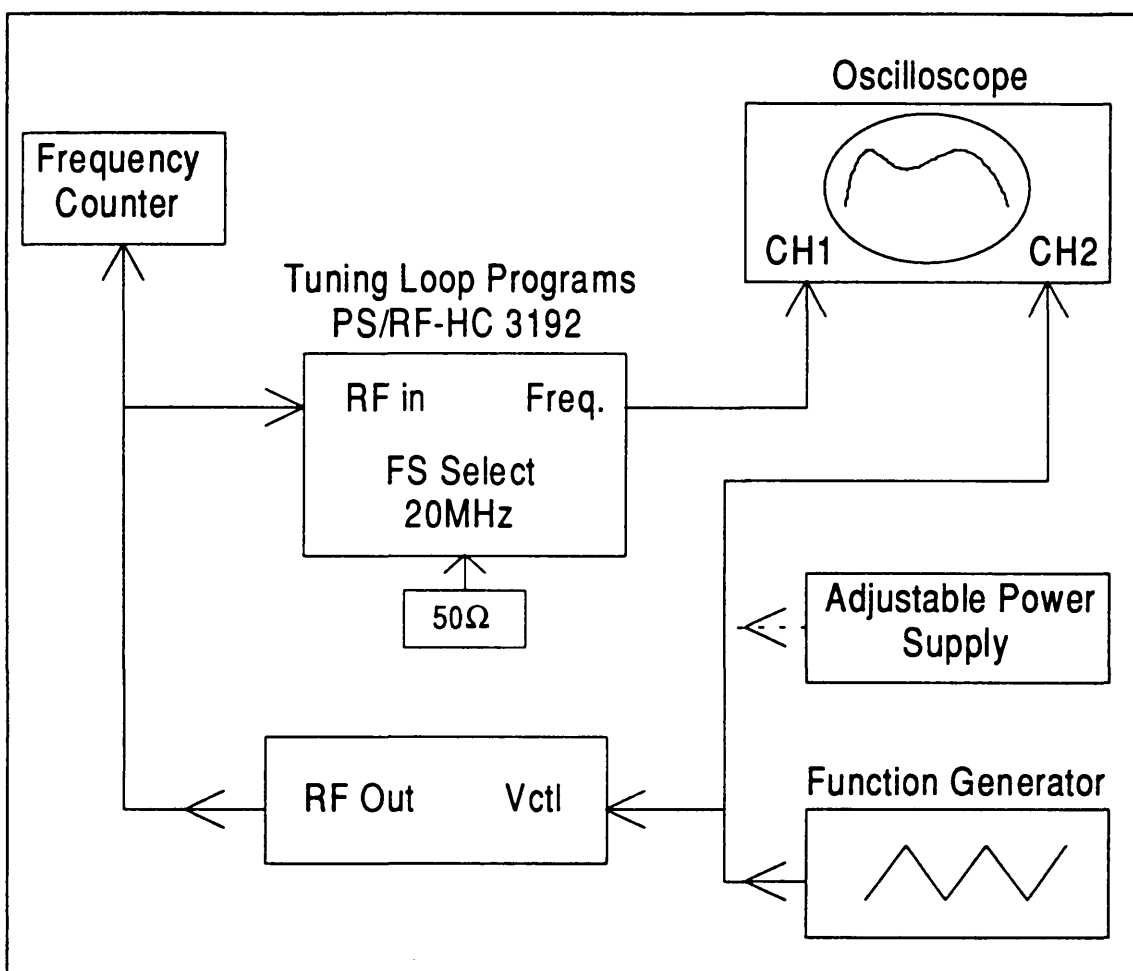 Oscilloscope
Frequency
Counter
CH1
CH2
Tuning Loop Programs
PS/RF-HC 3192
RF in
Freq.
FS Select
20MHz
50Ω
Adjustable Power
Supply
RF Out
Vctl
Function Generator